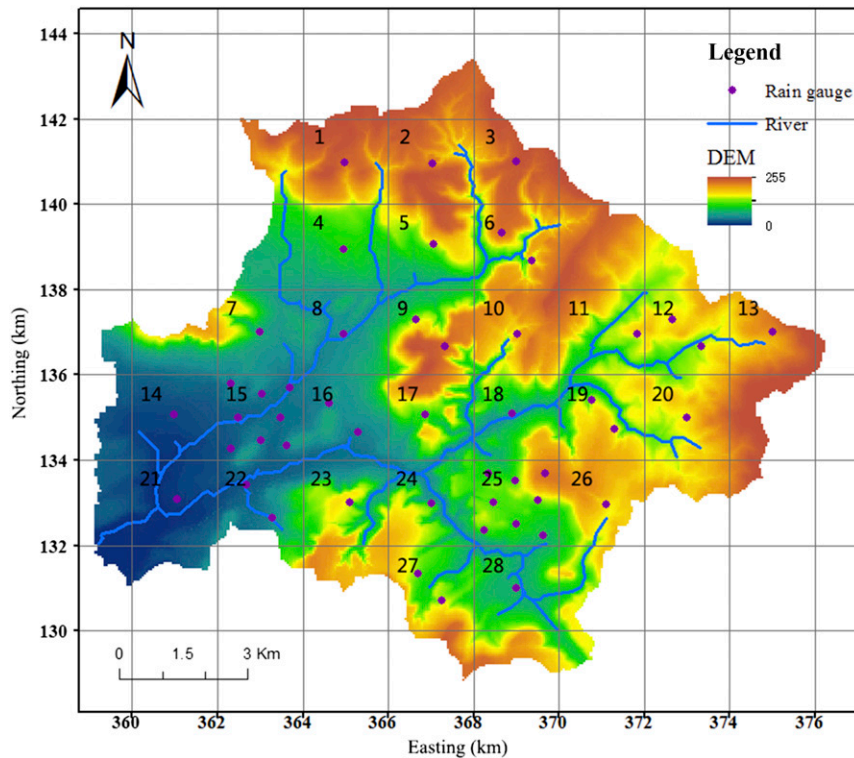 144
142
140
138
136
134
132
130
Northing (km)
N
Legend
Rain gauge
River
DEM
255
0
1 2 3
4 5 6
7 8 9 10 11 12 13
14 15 16 17 18 19 20
21 22 23 24 25 26
27 28
0 1.5 3 Km
360 362 364 366 368 370 372 374 376
Easting (km)